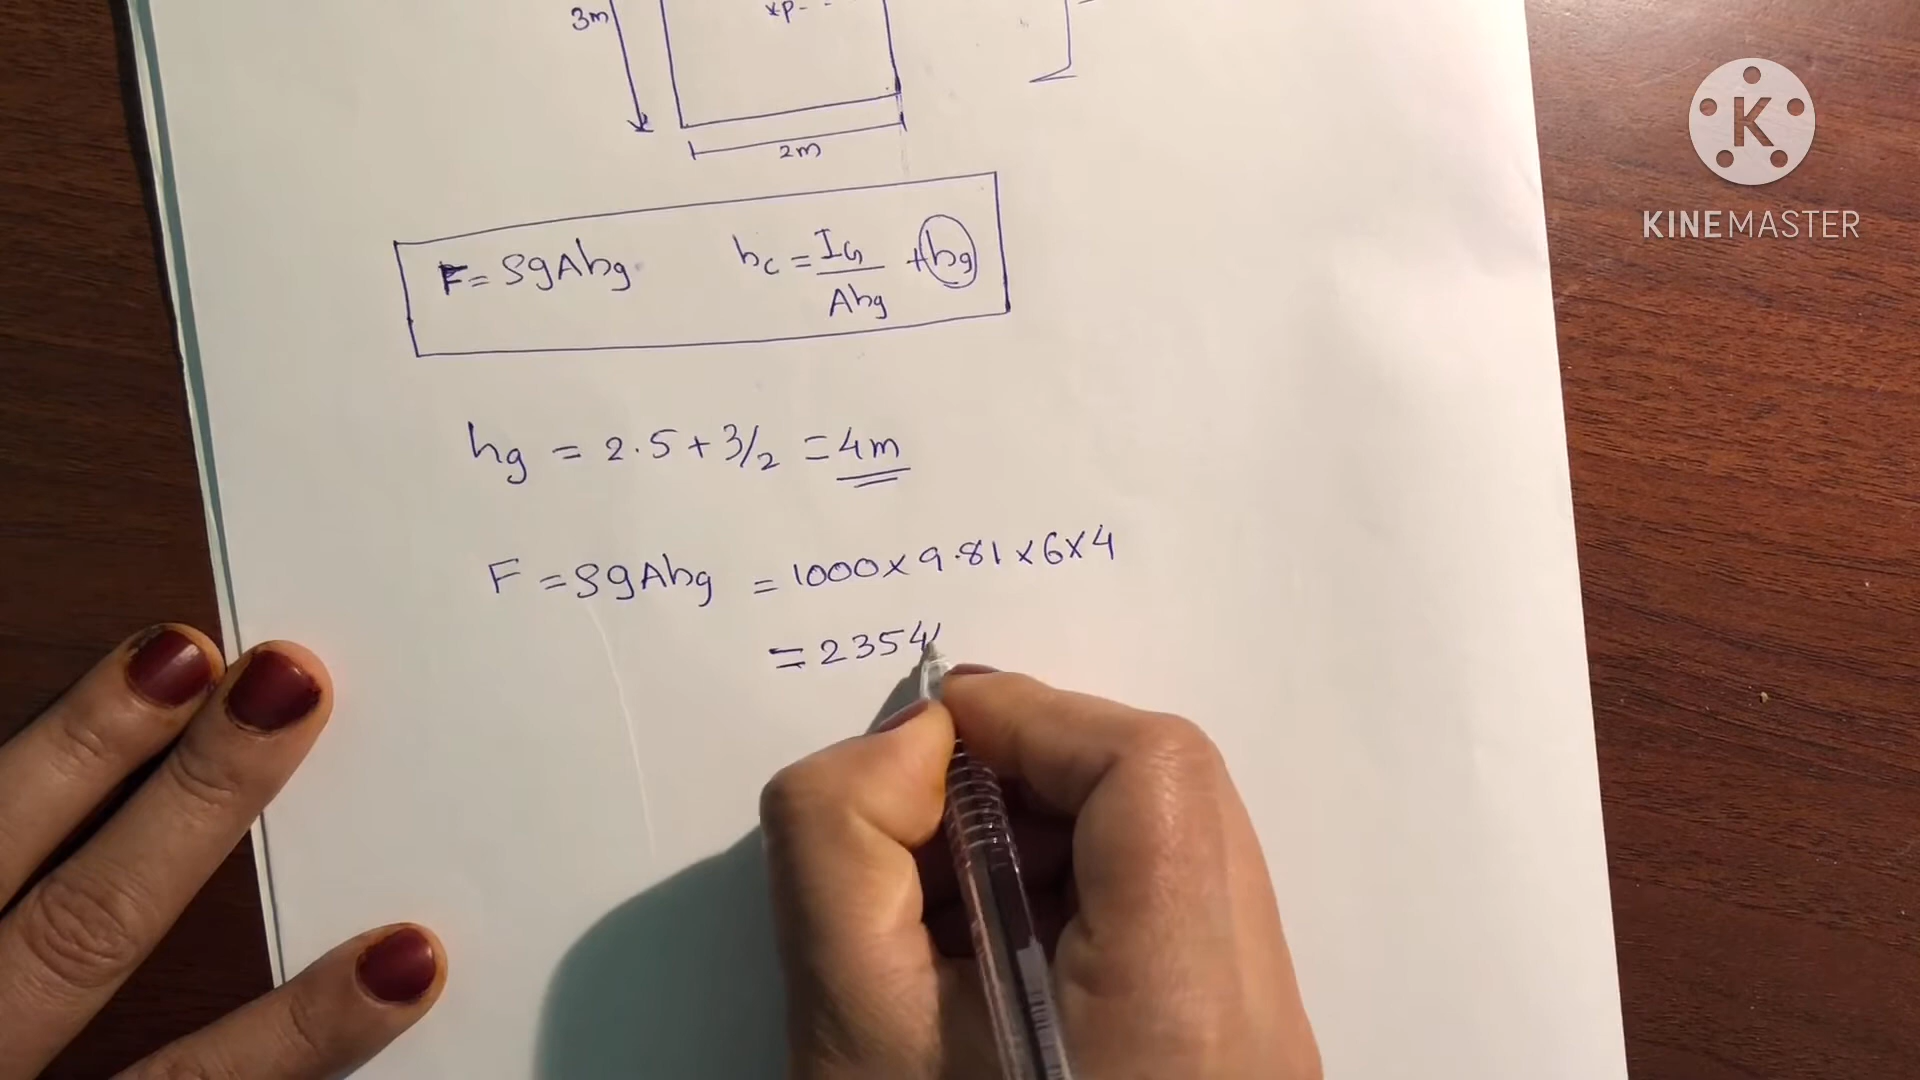 3m
×P
2m
F = ρgAhg
hc = IG/Ahg + hg
hg = 2.5 + 3/2 = 4m
F = ρgAhg = 1000 × 9.81 × 6 × 4
= 2354
K
KINEMASTER